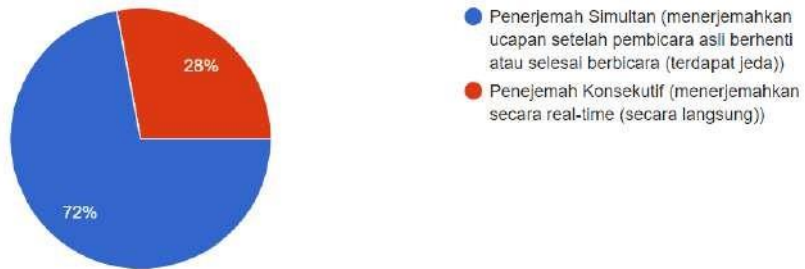 28%
72%
Penerjemah Simultan (menerjemahkan
ucapan setelah pembicara asli berhenti
atau selesai berbicara (terdapat jeda))
Penejemah Konsekutif (menerjemahkan
secara real-time (secara langsung))